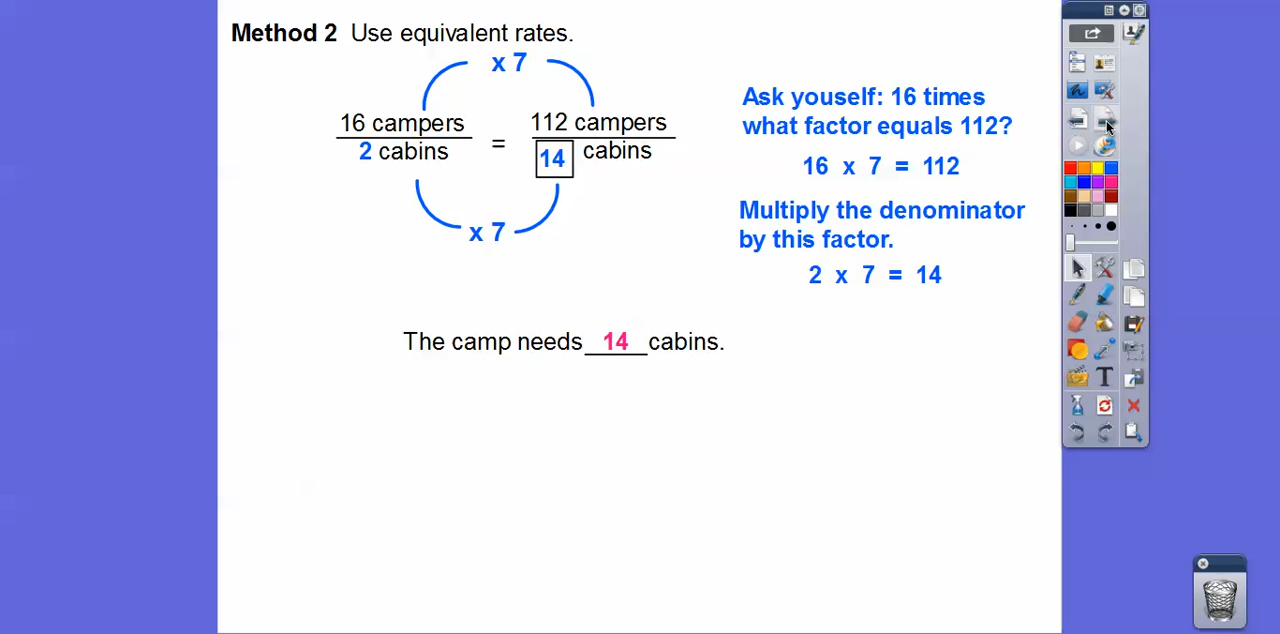 Method 2 Use equivalent rates.
x 7
16 campers
2 cabins
=
112 campers
14 cabins
x 7
Ask youself: 16 times
what factor equals 112?
16 x 7 = 112
Multiply the denominator
by this factor.
2 x 7 = 14
The camp needs 14 cabins.
T